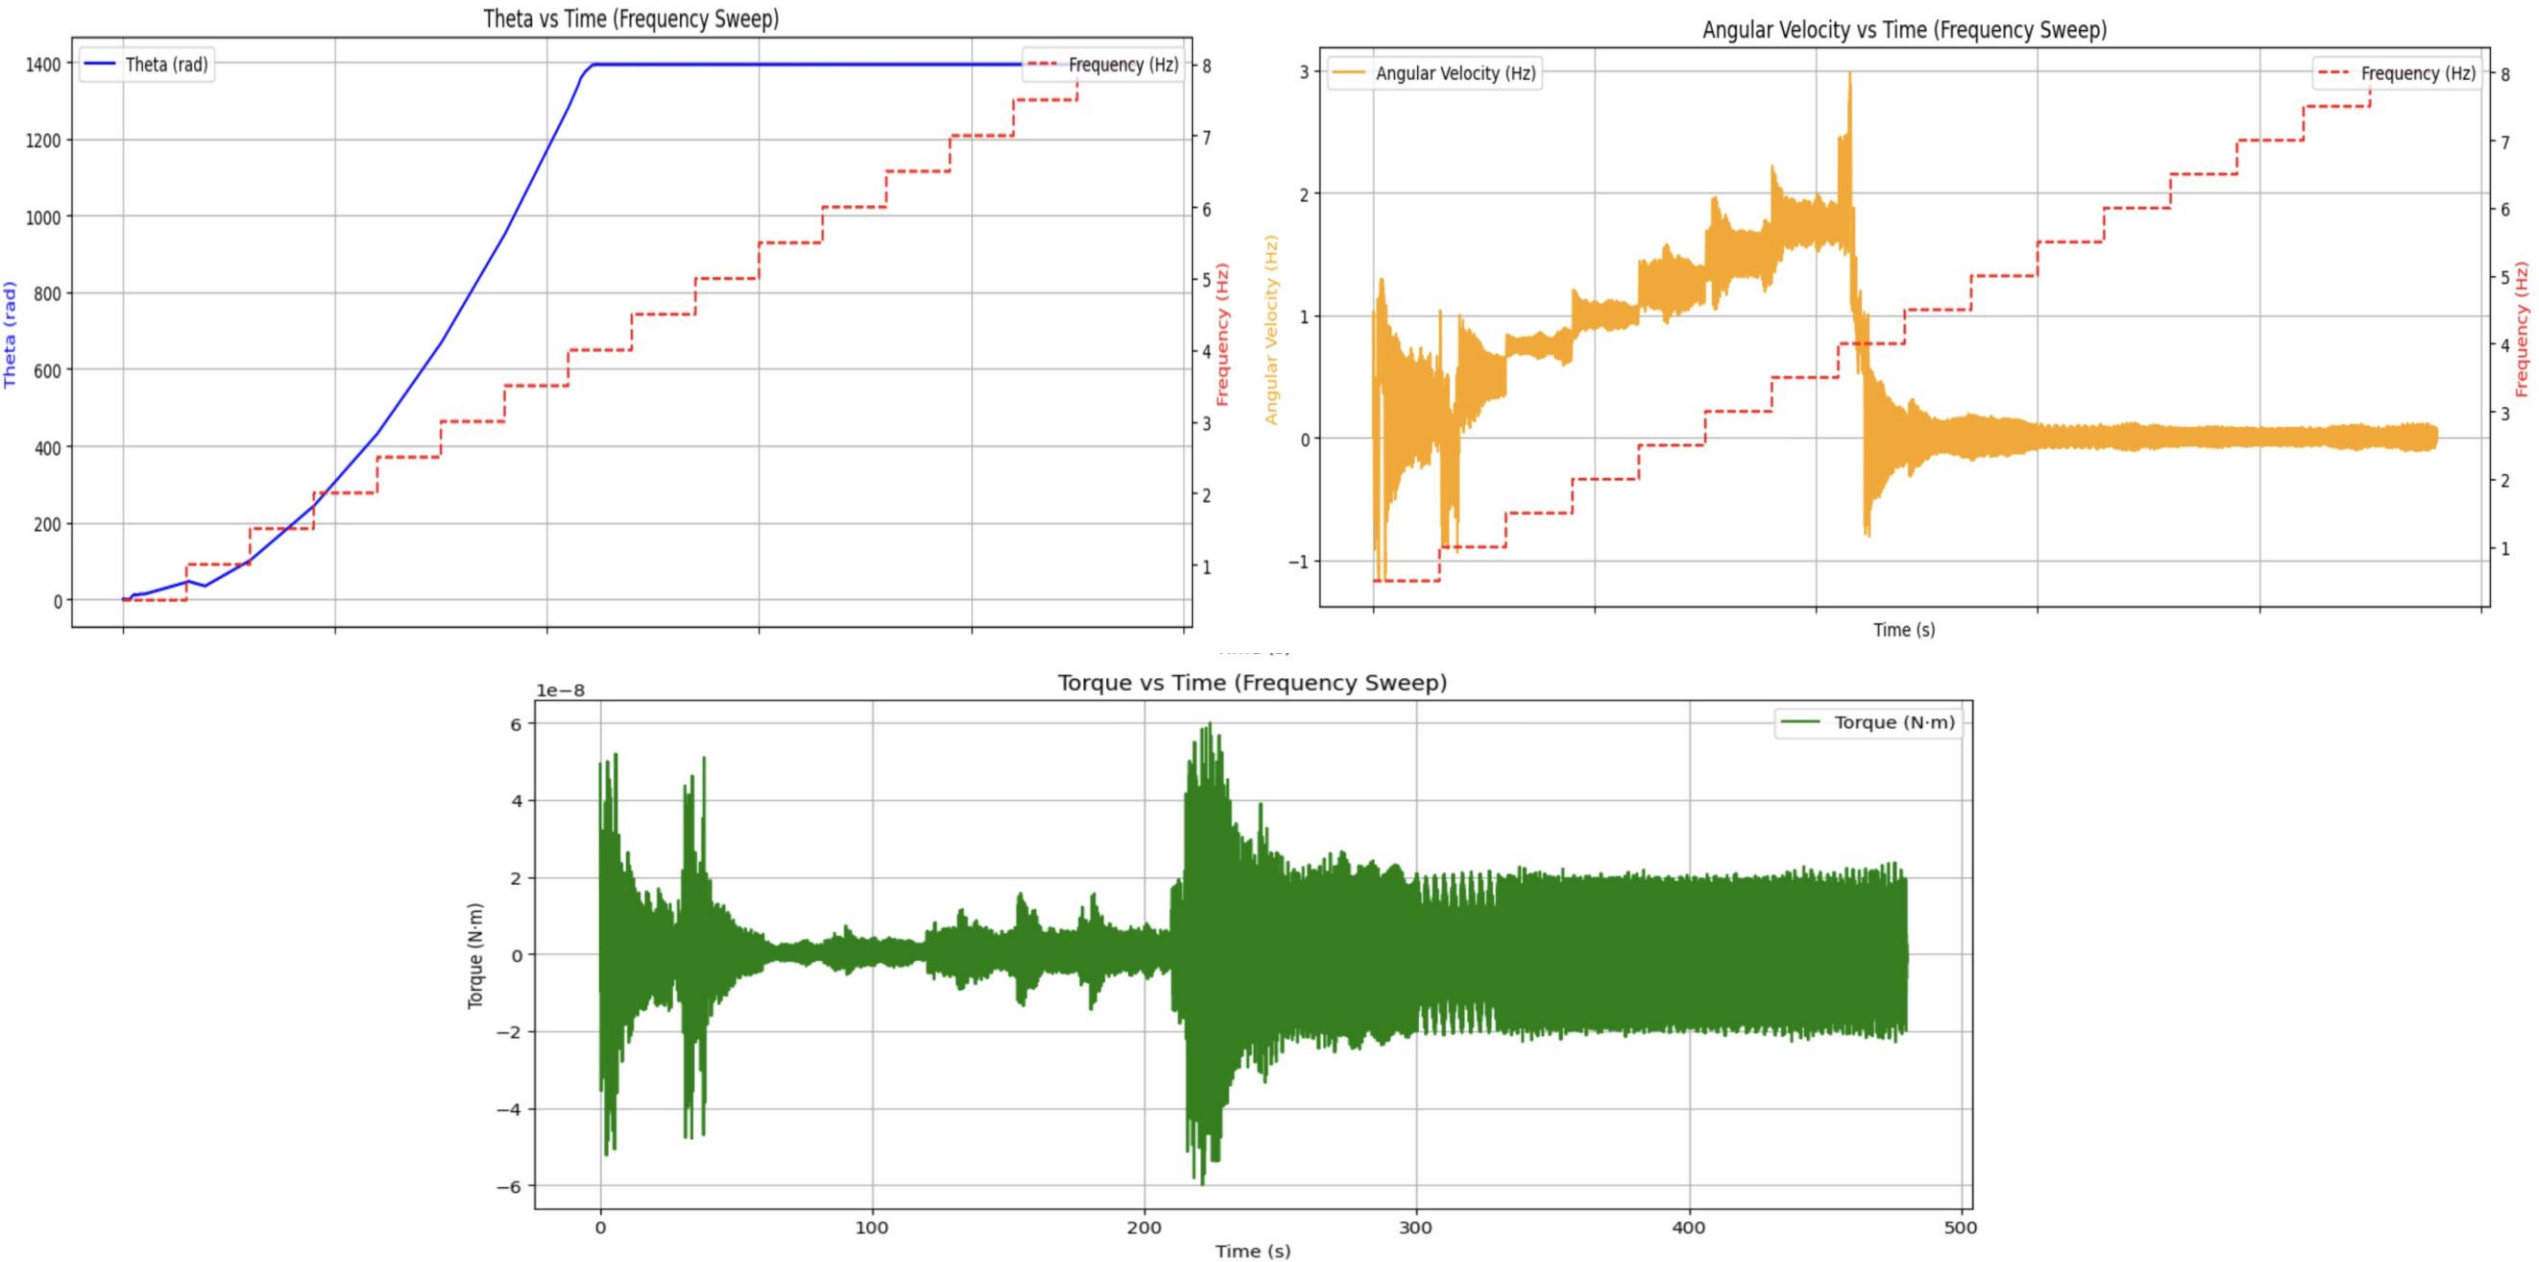 Theta vs Time (Frequency Sweep)
Theta (rad)
Frequency (Hz)
1400
1200
1000
800
600
400
200
0
Theta (rad)
8
7
6
5
4
3
2
1
Frequency (Hz)
Angular Velocity vs Time (Frequency Sweep)
Angular Velocity (Hz)
Frequency (Hz)
3
2
1
0
−1
Angular Velocity (Hz)
8
7
6
5
4
3
2
1
Frequency (Hz)
Time (s)
Torque vs Time (Frequency Sweep)
1e−8
Torque (N·m)
6
4
2
0
−2
−4
−6
Torque (N·m)
0 100 200 300 400 500
Time (s)